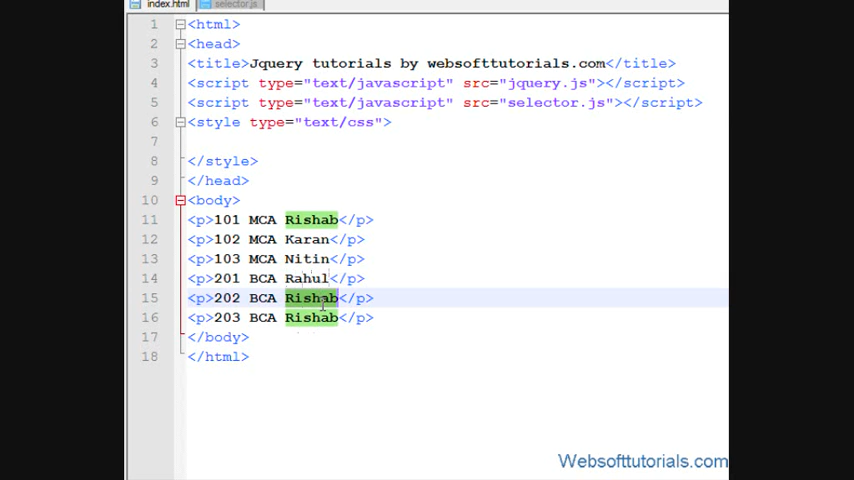 index.html selector.js
1 <html>
2 <head>
3 <title>Jquery tutorials by websofttutorials.com</title>
4 <script type="text/javascript" src="jquery.js"></script>
5 <script type="text/javascript" src="selector.js"></script>
6 <style type="text/css">
7
8 </style>
9 </head>
10 <body>
11 <p>101 MCA Rishab</p>
12 <p>102 MCA Karan</p>
13 <p>103 MCA Nitin</p>
14 <p>201 BCA Rahul</p>
15 <p>202 BCA Rishab</p>
16 <p>203 BCA Rishab</p>
17 </body>
18 </html>
Websofttutorials.com